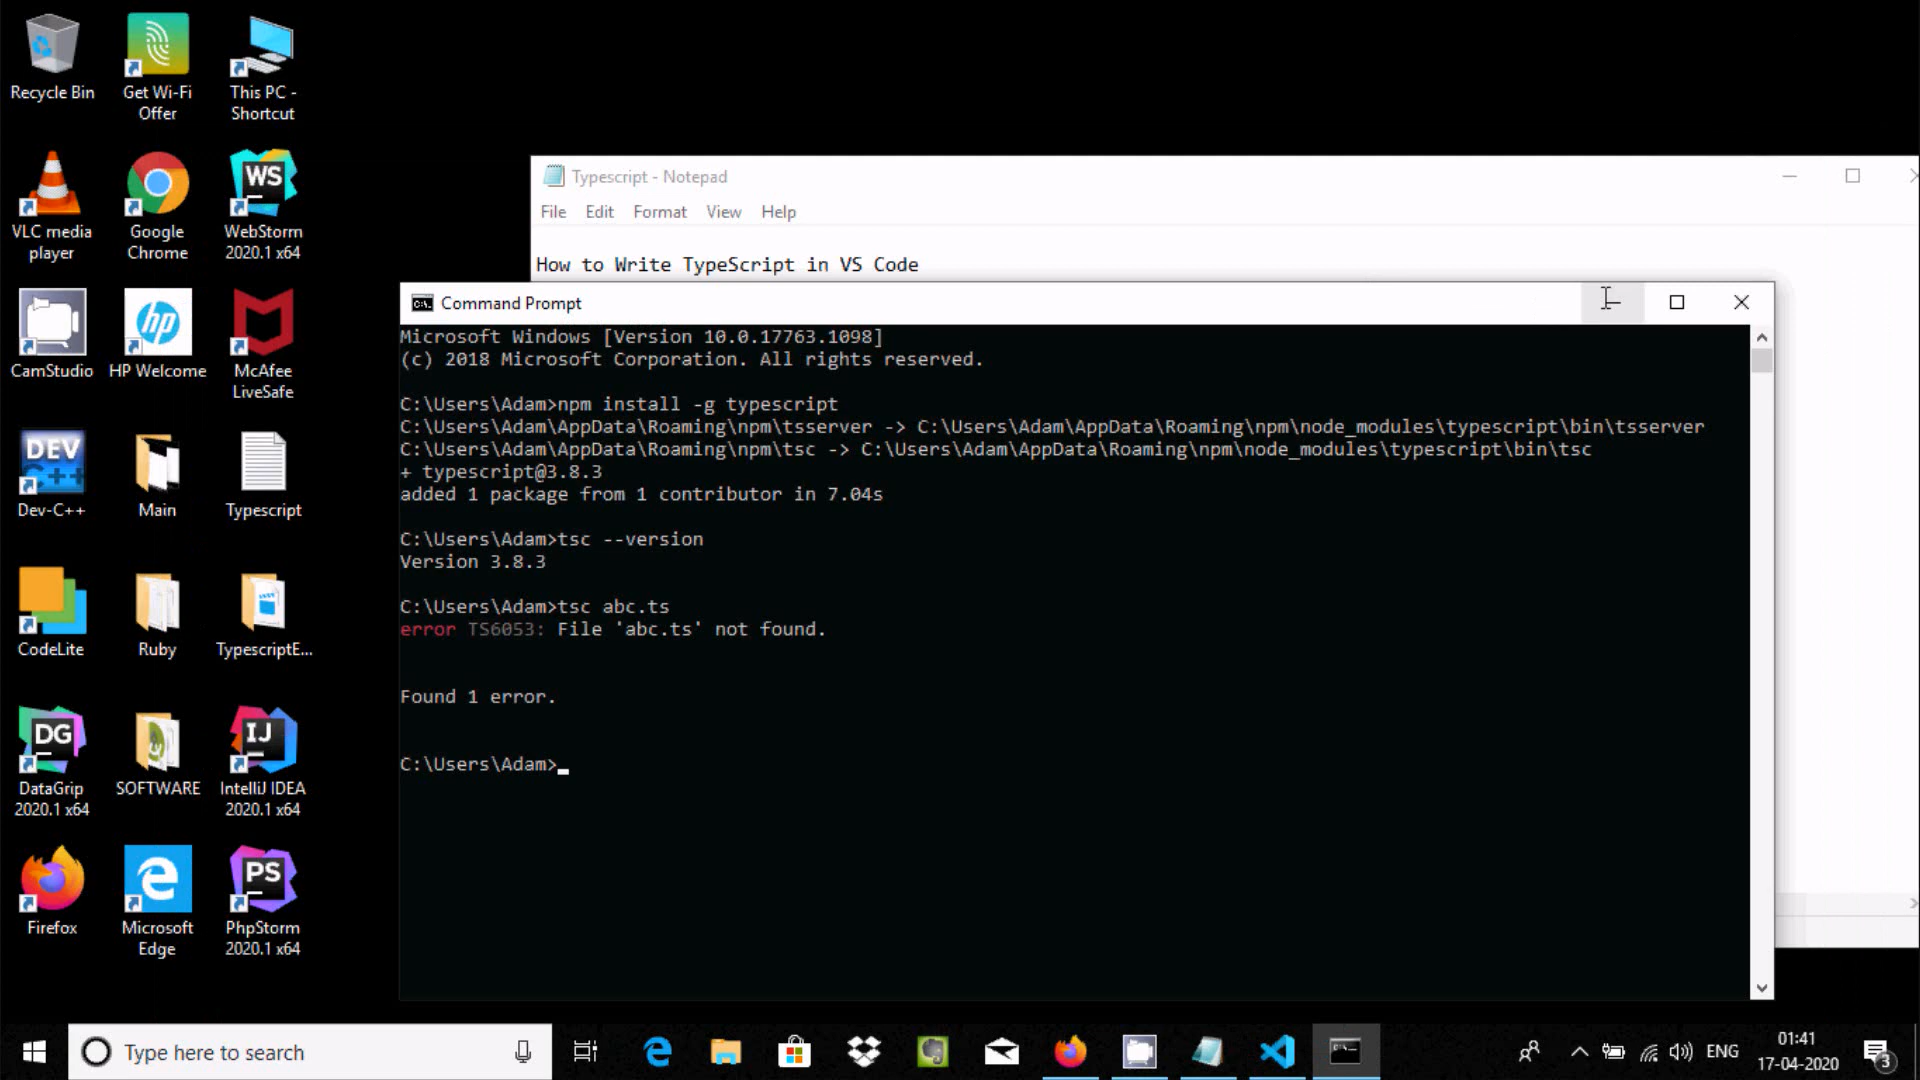 Recycle Bin
Get Wi-Fi
Offer
This PC -
Shortcut
VLC media
player
Google
Chrome
WS
WebStorm
2020.1 x64
CamStudio
hp
HP Welcome
McAfee
LiveSafe
DEV
C++
Dev-C++
Main
Typescript
CodeLite
Ruby
TypescriptE...
DG
DataGrip
2020.1 x64
SOFTWARE
IJ
IntelliJ IDEA
2020.1 x64
Firefox
Microsoft
Edge
PS
PhpStorm
2020.1 x64
Typescript - Notepad
File Edit Format View Help
How to Write TypeScript in VS Code
Command Prompt
Microsoft Windows [Version 10.0.17763.1098]
(c) 2018 Microsoft Corporation. All rights reserved.
C:\Users\Adam>npm install -g typescript
C:\Users\Adam\AppData\Roaming\npm\tsserver -> C:\Users\Adam\AppData\Roaming\npm\node_modules\typescript\bin\tsserver
C:\Users\Adam\AppData\Roaming\npm\tsc -> C:\Users\Adam\AppData\Roaming\npm\node_modules\typescript\bin\tsc
+ typescript@3.8.3
added 1 package from 1 contributor in 7.04s
C:\Users\Adam>tsc --version
Version 3.8.3
C:\Users\Adam>tsc abc.ts
error TS6053: File 'abc.ts' not found.
Found 1 error.
C:\Users\Adam>
Type here to search
ENG
01:41
17-04-2020
3